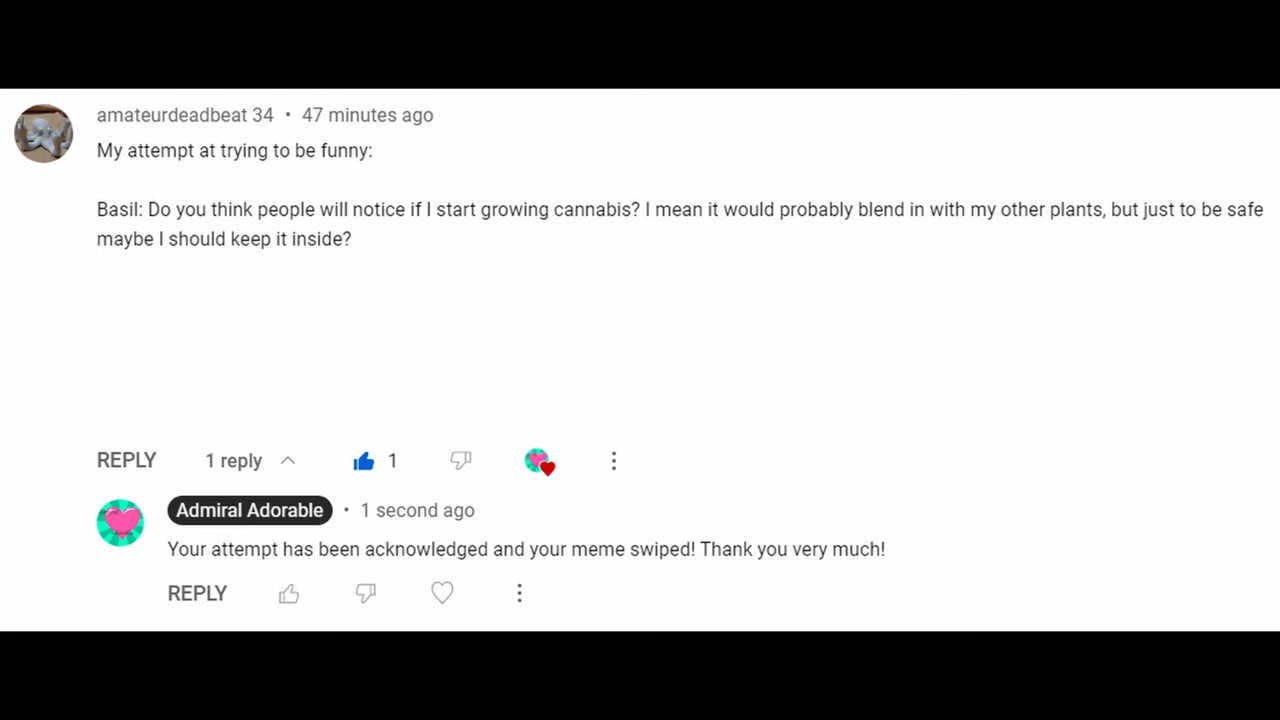 amateurdeadbeat 34 • 47 minutes ago
My attempt at trying to be funny:
Basil: Do you think people will notice if I start growing cannabis? I mean it would probably blend in with my other plants, but just to be safe
maybe I should keep it inside?
REPLY 1 reply 1
Admiral Adorable • 1 second ago
Your attempt has been acknowledged and your meme swiped! Thank you very much!
REPLY